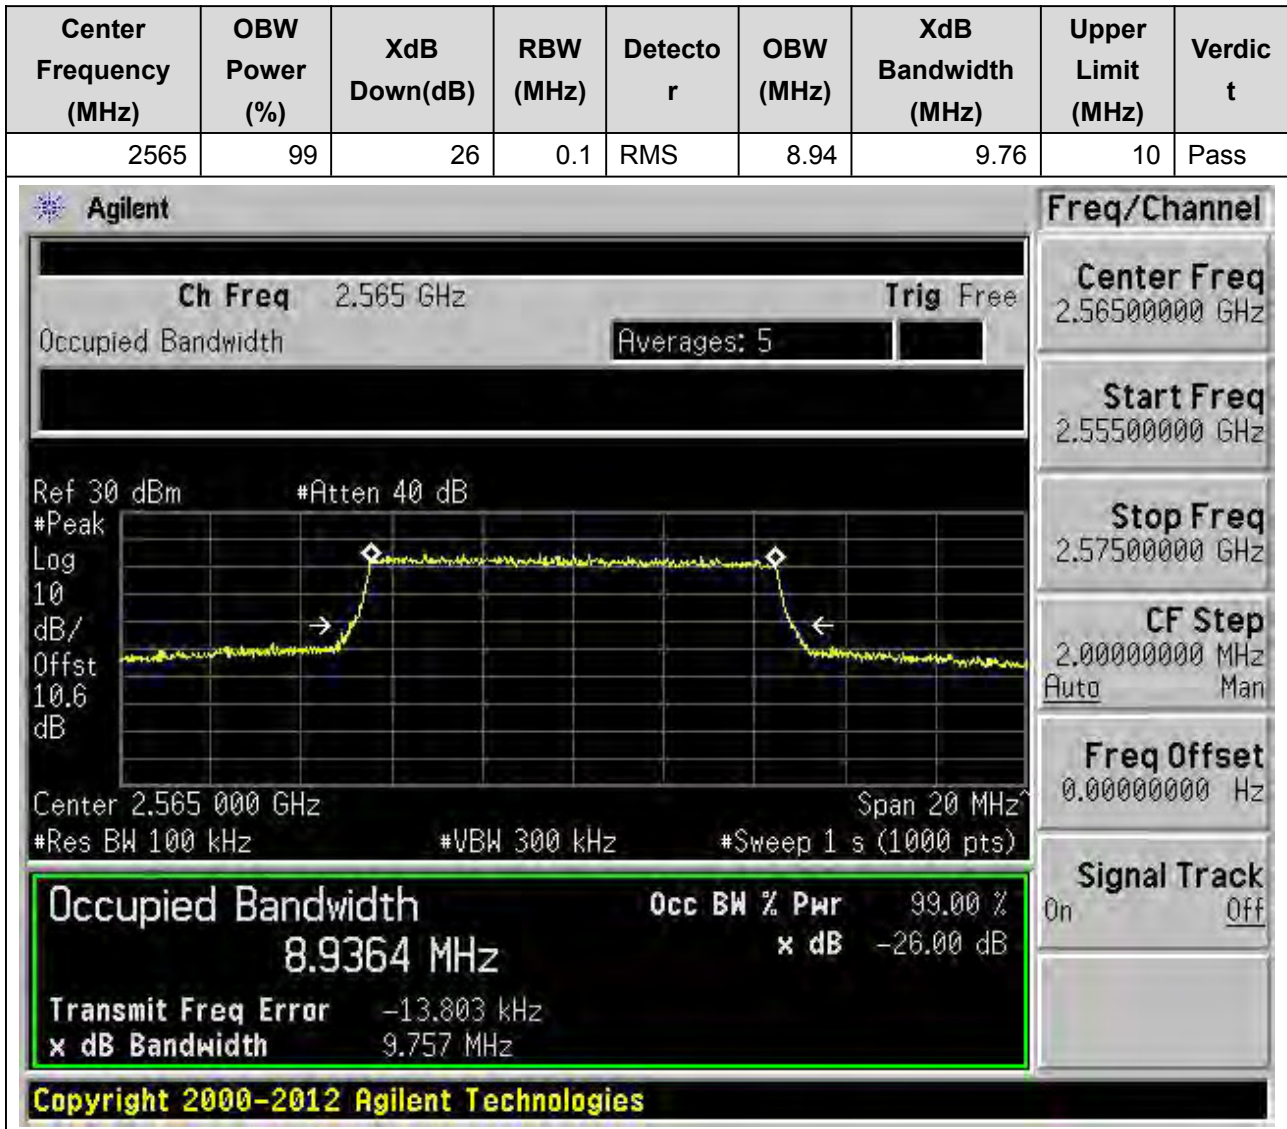 Center Frequency (MHz) OBW Power (%) XdB Down(dB) RBW (MHz) Detecto r OBW (MHz) XdB Bandwidth (MHz) Upper Limit (MHz) Verdic t
2565 99 26 0.1 RMS 8.94 9.76 10 Pass
Agilent
Freq/Channel
Ch Freq 2.565 GHz Trig Free
Occupied Bandwidth Averages: 5
Center Freq
2.56500000 GHz
Start Freq
2.55500000 GHz
Stop Freq
2.57500000 GHz
CF Step
2.00000000 MHz
Auto Man
Freq Offset
0.00000000 Hz
Signal Track
On Off
Ref 30 dBm #Atten 40 dB
#Peak
Log
10
dB/
Offst
10.6
dB
Center 2.565 000 GHz Span 20 MHz^
#Res BW 100 kHz #VBW 300 kHz #Sweep 1 s (1000 pts)
Occupied Bandwidth Occ BW % Pwr 99.00 %
8.9364 MHz x dB -26.00 dB
Transmit Freq Error -13.803 kHz
x dB Bandwidth 9.757 MHz
Copyright 2000-2012 Agilent Technologies